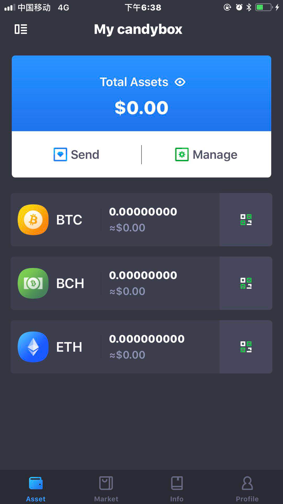 中国移动 4G 下午6:38
My candybox
Total Assets
$0.00
Send Manage
BTC 0.00000000
≈$0.00
BCH 0.00000000
≈$0.00
ETH 0.00000000
≈$0.00
Asset Market Info Profile